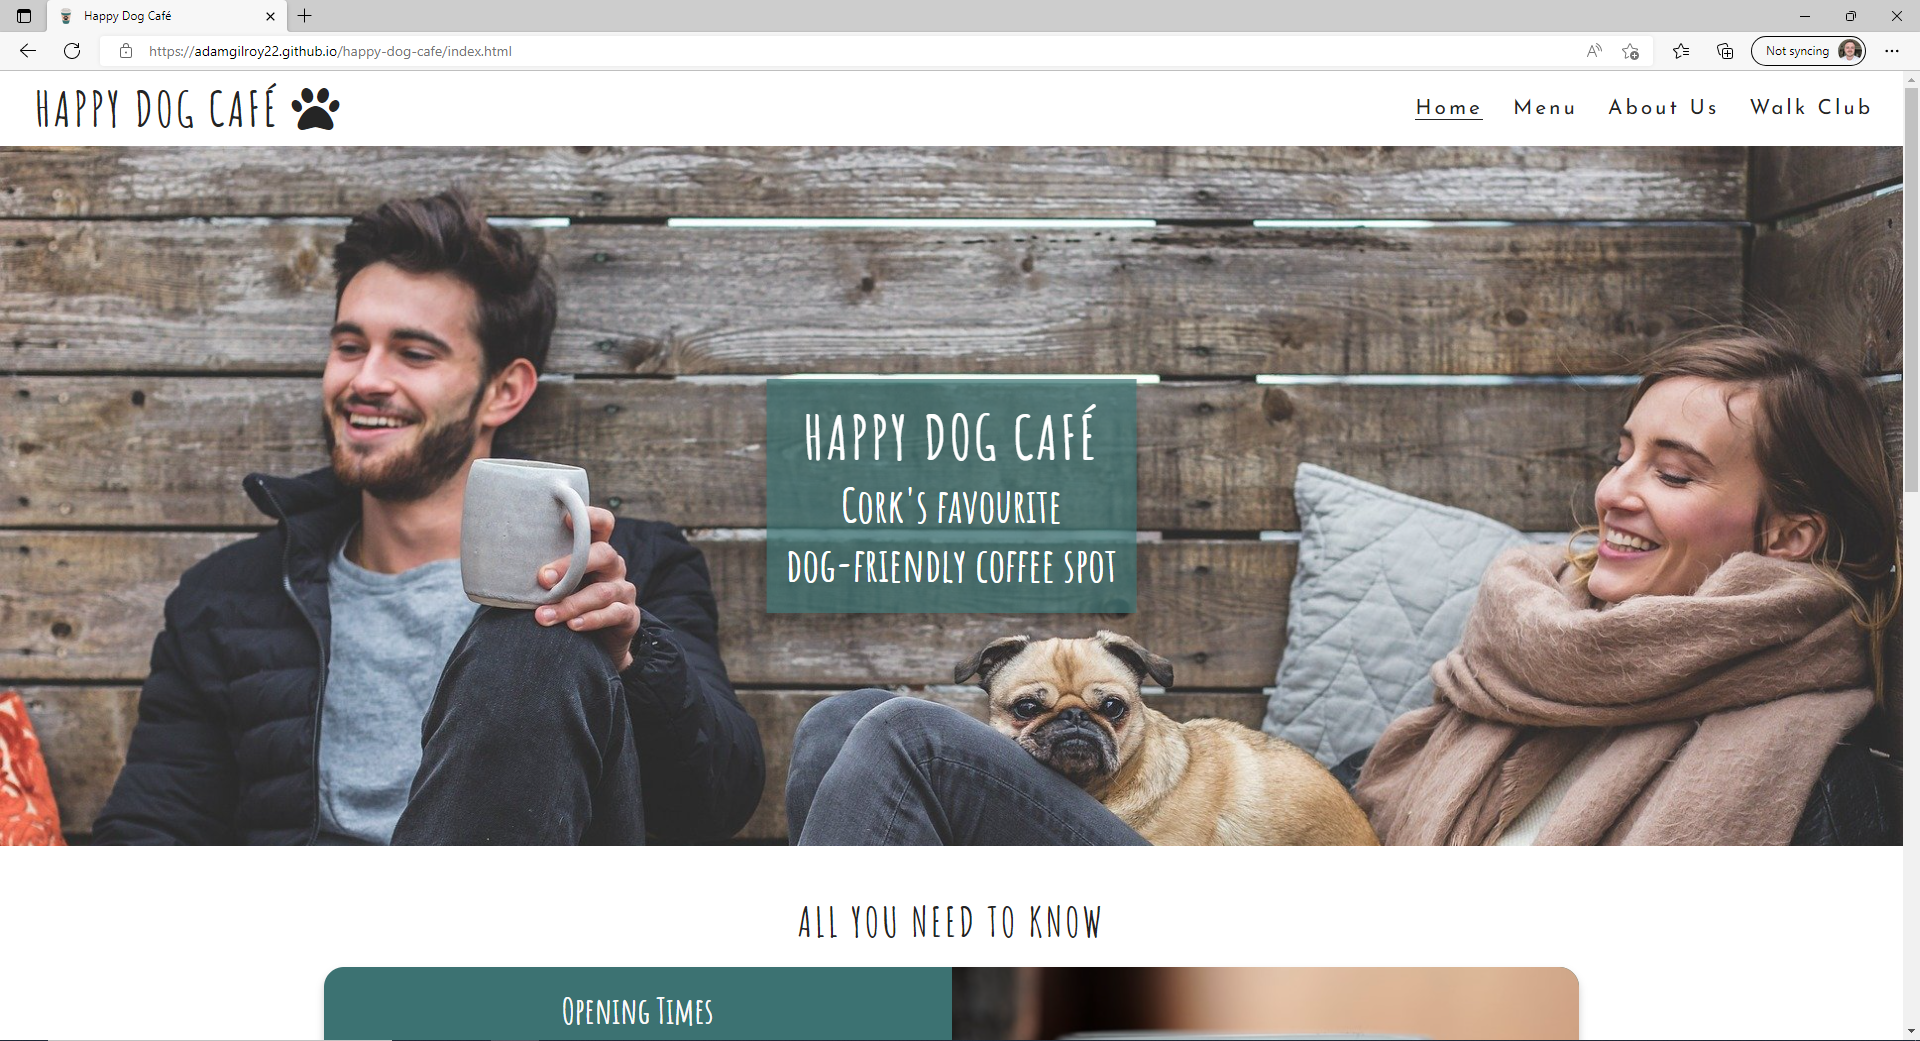 Happy Dog Café
https://adamgilroy22.github.io/happy-dog-cafe/index.html
Not syncing
HAPPY DOG CAFÉ
Home Menu About Us Walk Club
HAPPY DOG CAFÉ
Cork's favourite
dog-friendly coffee spot
ALL YOU NEED TO KNOW
Opening Times